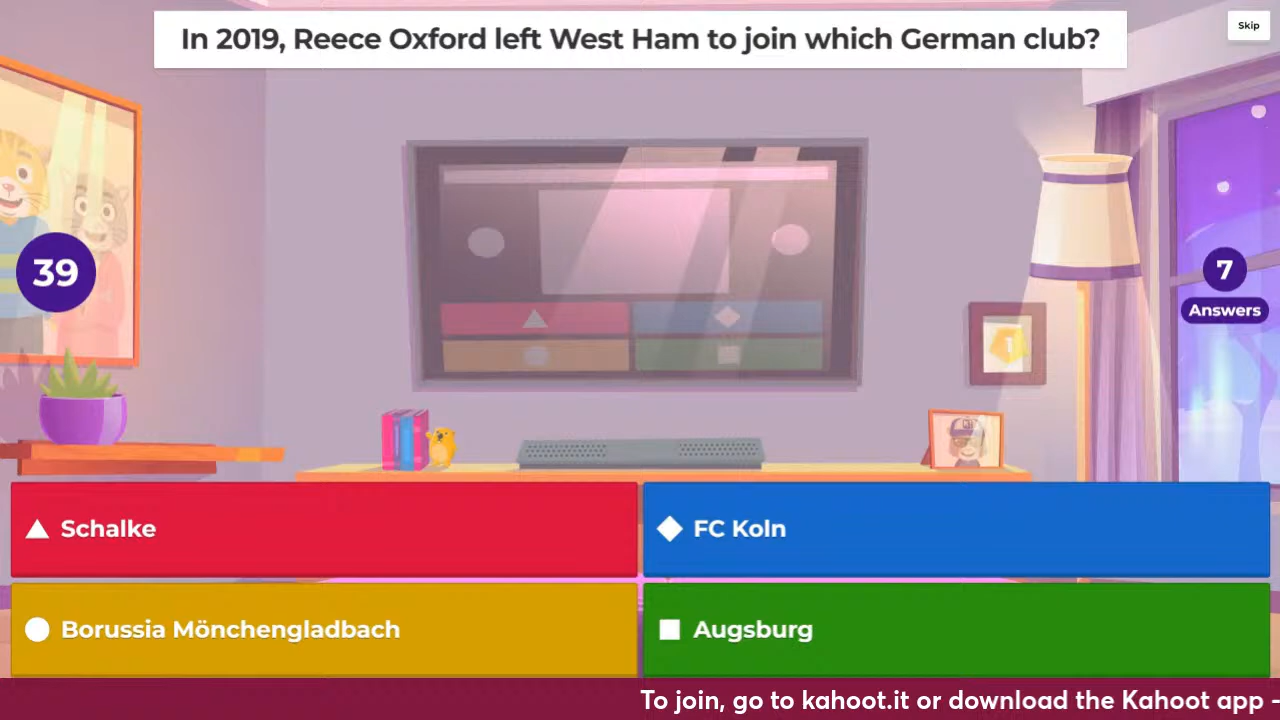 In 2019, Reece Oxford left West Ham to join which German club?
Skip
39
7
Answers
Schalke
FC Koln
Borussia Mönchengladbach
Augsburg
To join, go to kahoot.it or download the Kahoot app -